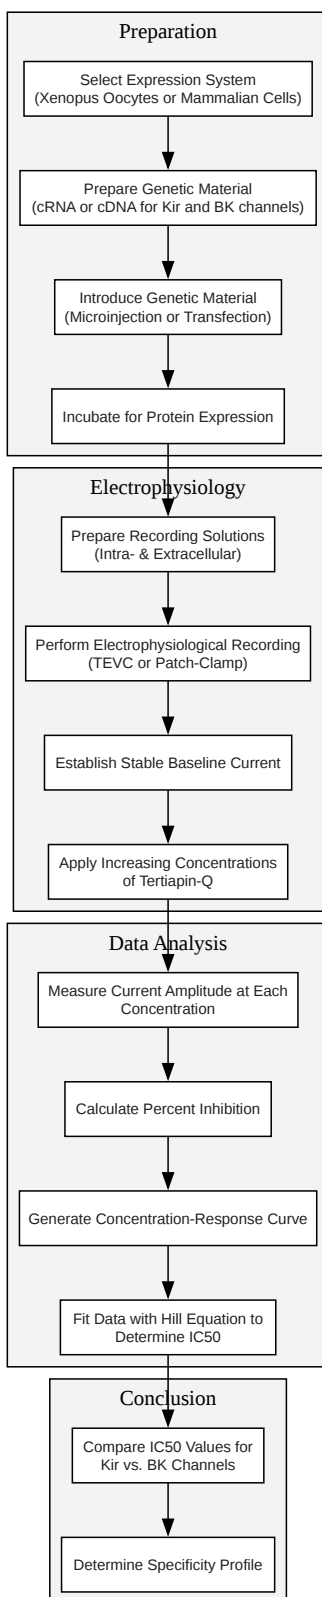 Preparation
Select Expression System
(Xenopus Oocytes or Mammalian Cells)
Prepare Genetic Material
(cRNA or cDNA for Kir and BK channels)
Introduce Genetic Material
(Microinjection or Transfection)
Incubate for Protein Expression
Electrophysiology
Prepare Recording Solutions
(Intra- & Extracellular)
Perform Electrophysiological Recording
(TEVC or Patch-Clamp)
Establish Stable Baseline Current
Apply Increasing Concentrations
of Tertiapin-Q
Data Analysis
Measure Current Amplitude at Each
Concentration
Calculate Percent Inhibition
Generate Concentration-Response Curve
Fit Data with Hill Equation to
Determine IC50
Conclusion
Compare IC50 Values for
Kir vs. BK Channels
Determine Specificity Profile